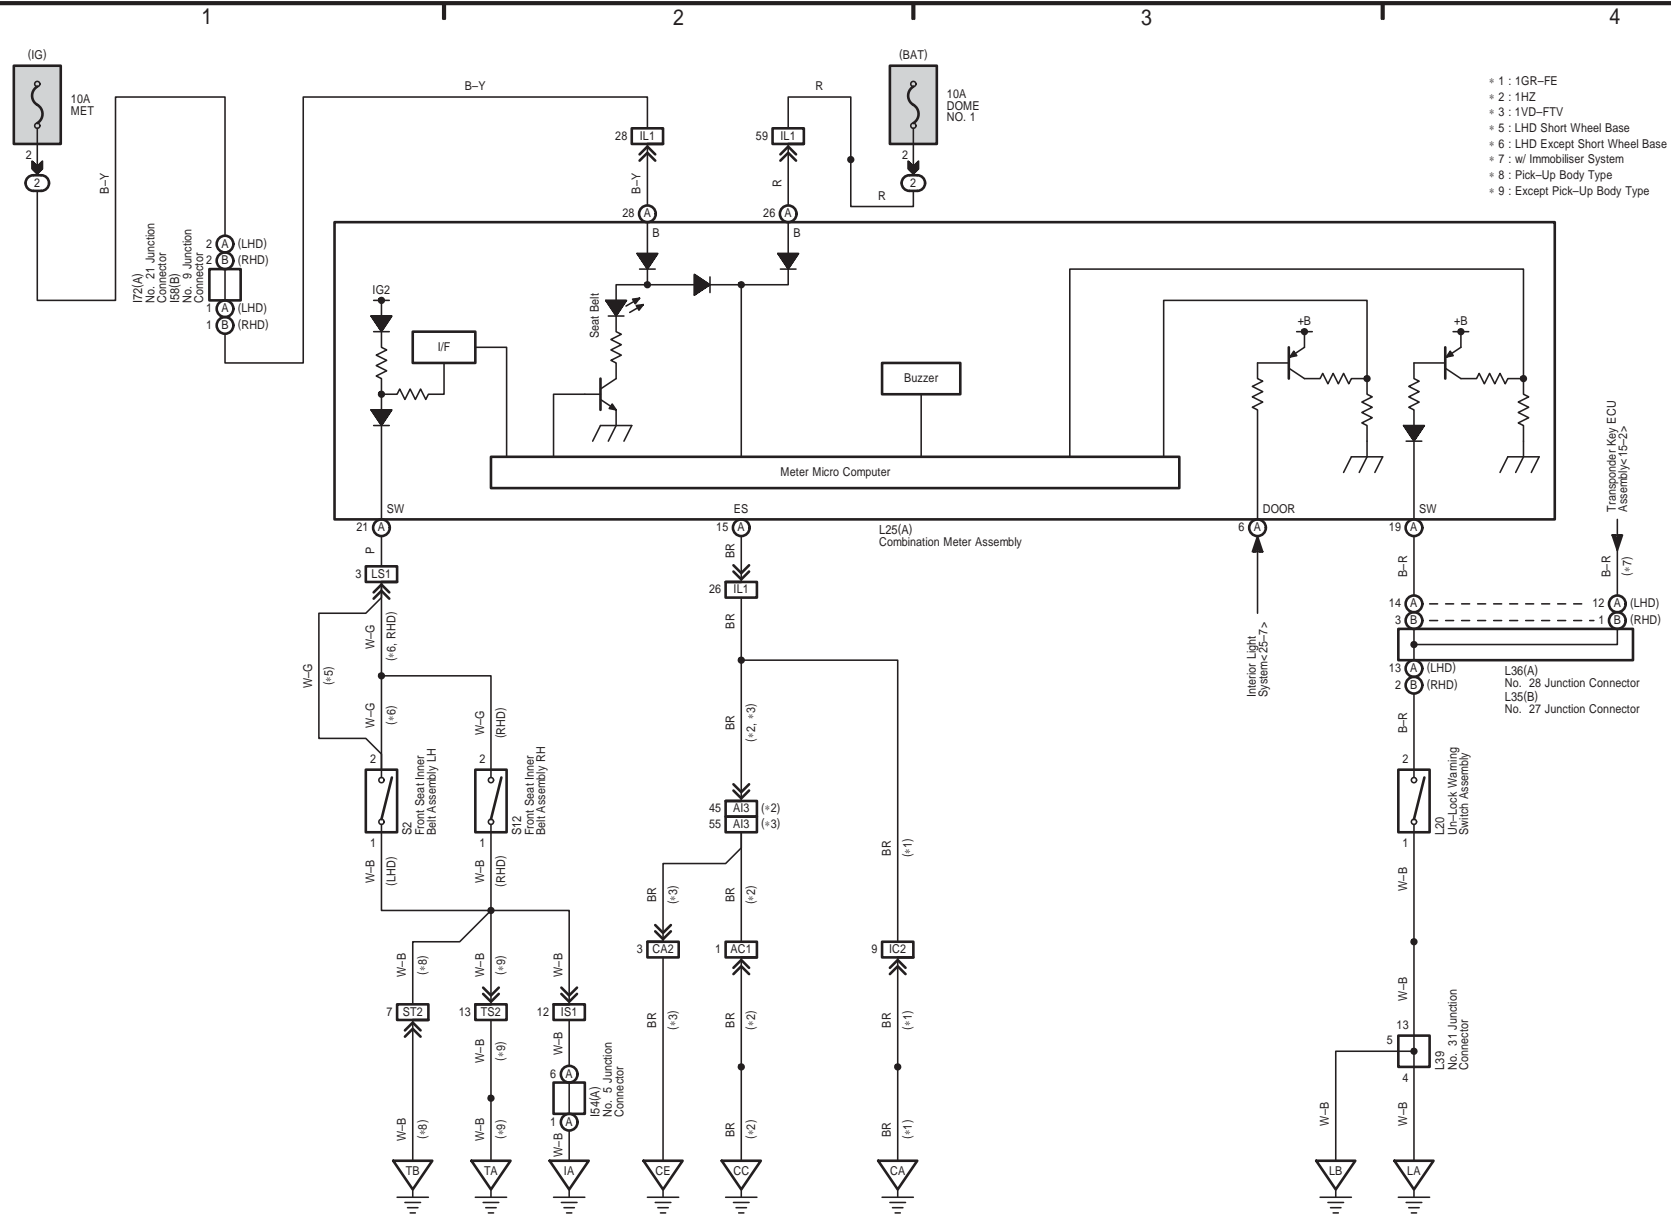 1
2
3
4
(IG)
10A
MET
2
2
B–Y
B–Y
R
(BAT)
10A
DOME
NO. 1
2
2
R
28 IL1
59 IL1
B–Y
R
28 A
26 A
B
B
∗ 1 : 1GR–FE
∗ 2 : 1HZ
∗ 3 : 1VD–FTV
∗ 5 : LHD Short Wheel Base
∗ 6 : LHD Except Short Wheel Base
∗ 7 : w/ Immobiliser System
∗ 8 : Pick–Up Body Type
∗ 9 : Except Pick–Up Body Type
I72(A)
No. 21 Junction
Connector
I58(B)
No. 9 Junction
Connector
2 A (LHD)
2 B (RHD)
1 A (LHD)
1 B (RHD)
IG2
I/F
Seat Belt
Buzzer
+B
+B
Meter Micro Computer
SW
ES
DOOR
SW
21 A
15 A
6 A
19 A
L25(A)
Combination Meter Assembly
Transponder Key ECU
Assembly<15–2>
P
3 LS1
W–G
(∗5)
W–G
(∗6, RHD)
W–G
(∗6)
W–G
(RHD)
BR
26 IL1
BR
BR
(∗2, ∗3)
Interior Light
System<25–7>
B–R
B–R
(∗7)
14 A
12 A (LHD)
3 B
1 B (RHD)
13 A (LHD)
2 B (RHD)
L36(A)
No. 28 Junction Connector
L35(B)
No. 27 Junction Connector
B–R
2
1
S2
Front Seat Inner
Belt Assembly LH
2
1
S12
Front Seat Inner
Belt Assembly RH
45 AI3 (∗2)
55 AI3 (∗3)
2
1
L20
Un–Lock Warning
Switch Assembly
W–B
(LHD)
W–B
(RHD)
BR
(∗3)
BR
(∗2)
BR
(∗1)
W–B
W–B
(∗8)
W–B
(∗9)
W–B
3 CA2
1 AC1
9 IC2
7 ST2
13 TS2
12 IS1
W–B
(∗9)
W–B
BR
(∗3)
BR
(∗2)
BR
(∗1)
W–B
13
5
4
L39
No. 31 Junction
Connector
6 A
1 A
I54(A)
No. 5 Junction
Connector
W–B
(∗8)
W–B
(∗9)
W–B
BR
(∗2)
BR
(∗1)
W–B
W–B
TB
TA
IA
CE
CC
CA
LB
LA